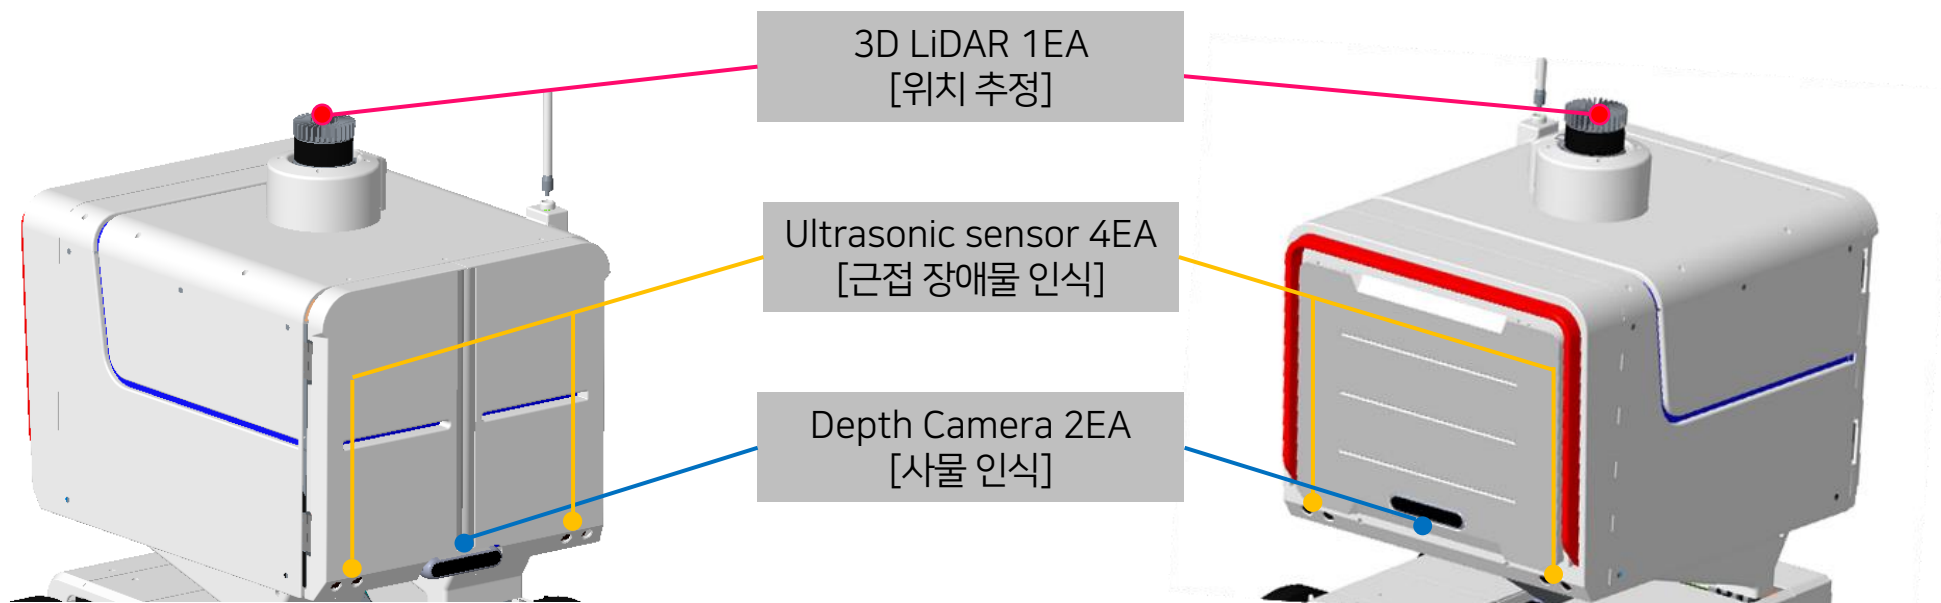 3D LiDAR 1EA
[위치 추정]
Ultrasonic sensor 4EA
[근접 장애물 인식]
Depth Camera 2EA
[사물 인식]